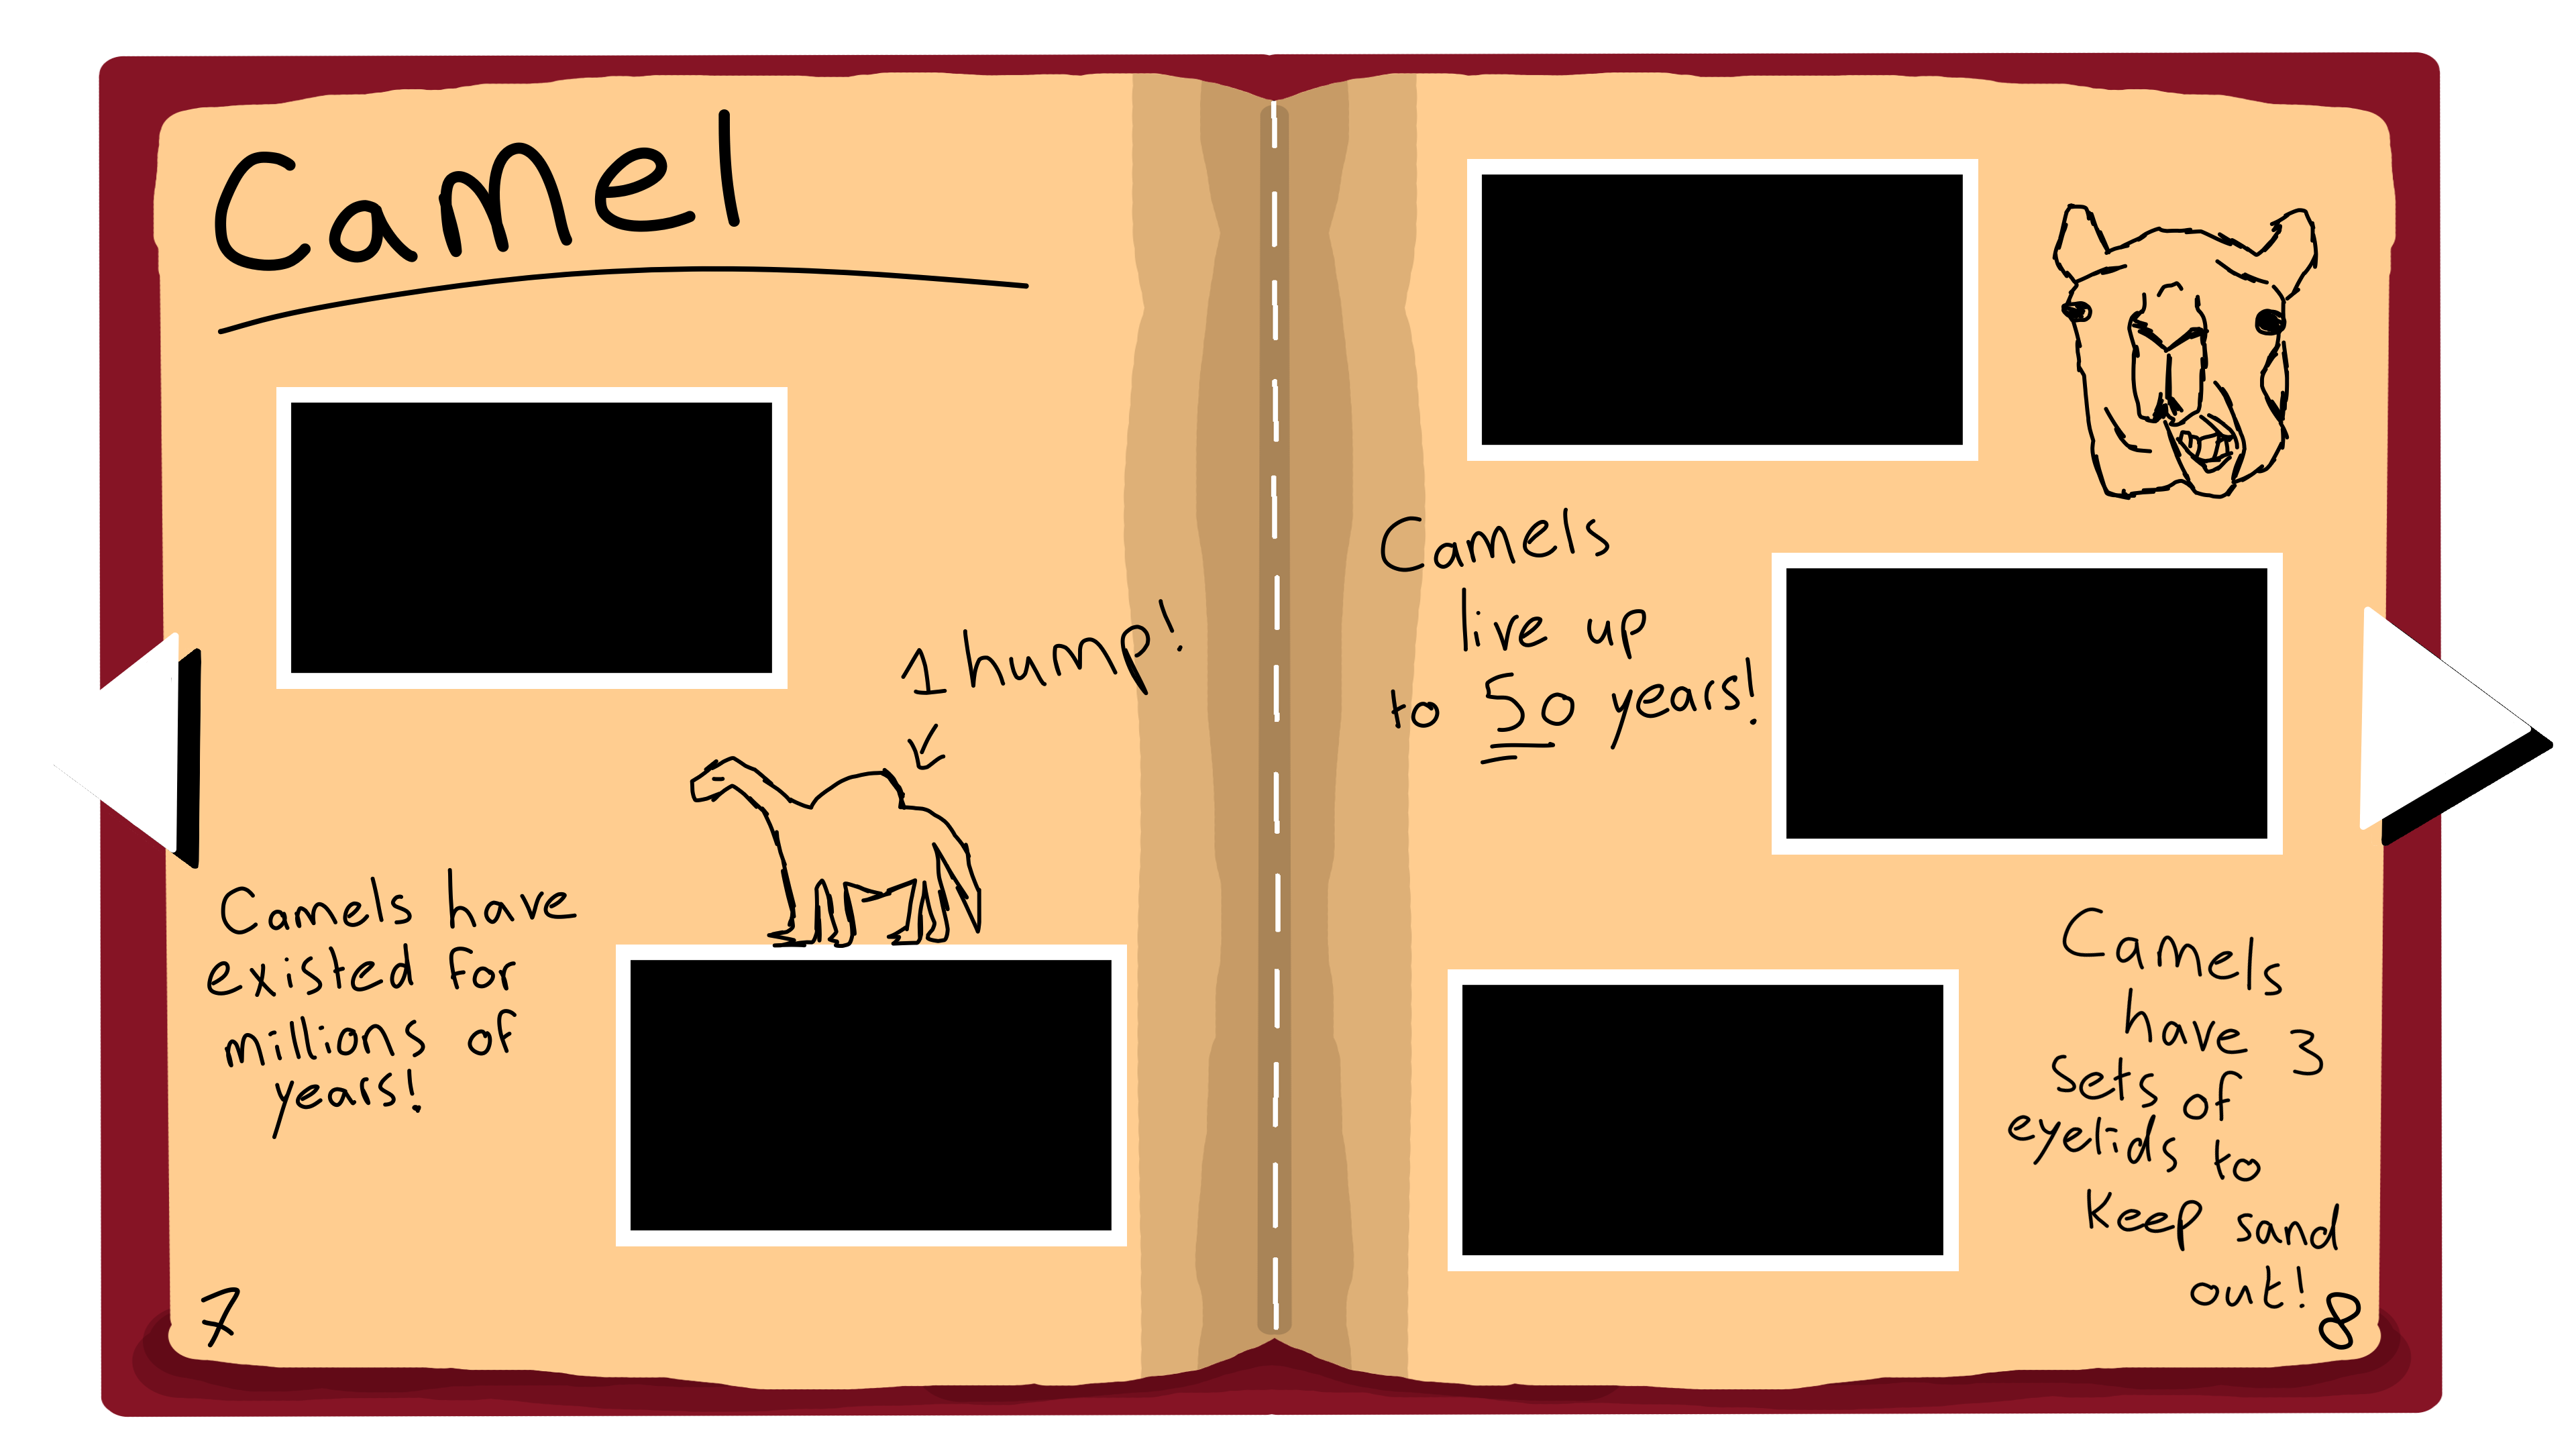 Camel
1 hump!
Camels have
existed for
millions of
years!
7
Camels
live up
to 50 years!
Camels
have 3
sets of
eyelids to
keep sand
out!
8